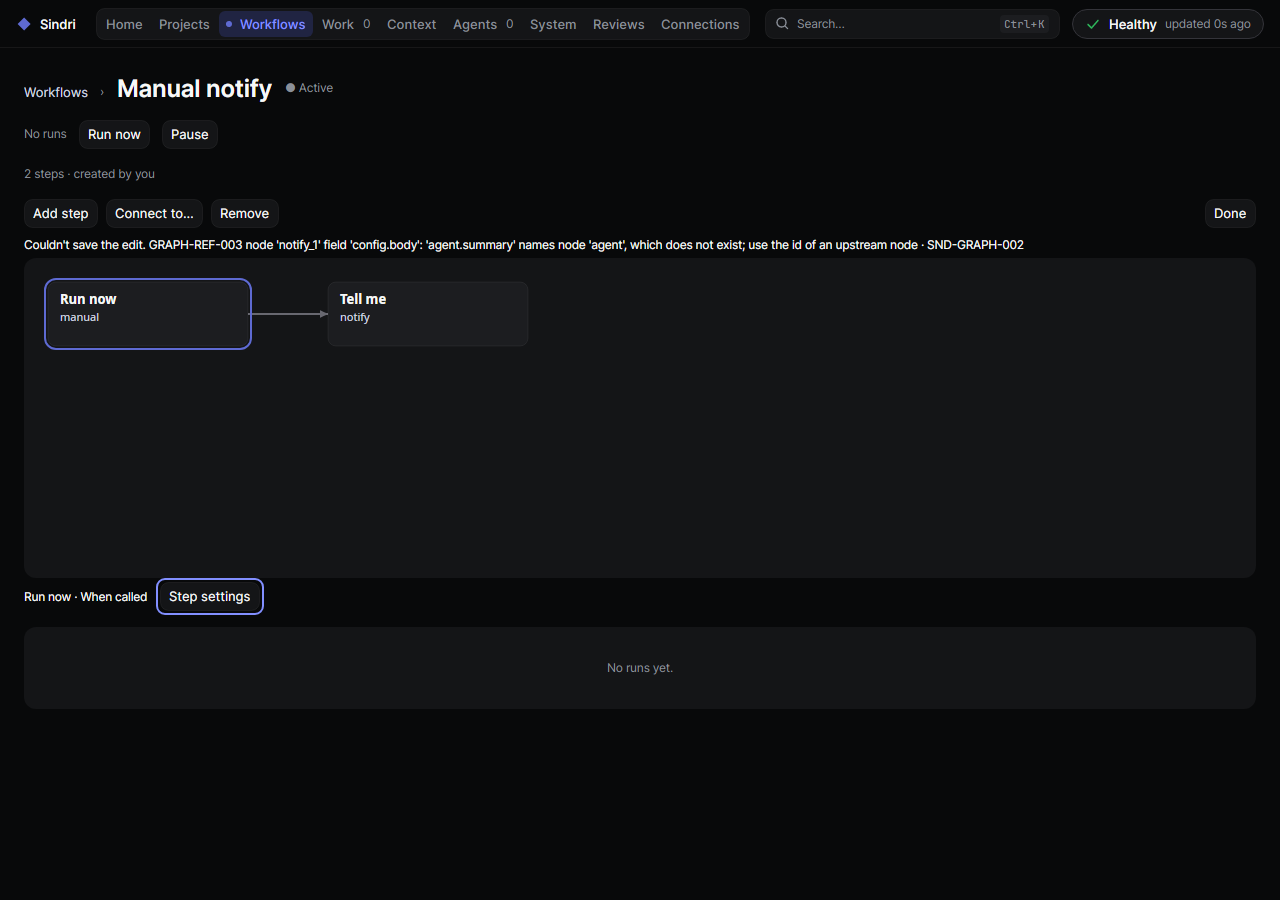 Sindri Home Projects Workflows Work 0 Context Agents 0 System Reviews Connections Search... Ctrl+K Healthy updated 0s ago
Workflows › Manual notify Active
No runs Run now Pause
2 steps · created by you
Add step Connect to... Remove Done
Couldn't save the edit. GRAPH-REF-003 node 'notify_1' field 'config.body': 'agent.summary' names node 'agent', which does not exist; use the id of an upstream node · SND-GRAPH-002
Run now Tell me
manual notify
Run now · When called Step settings
No runs yet.